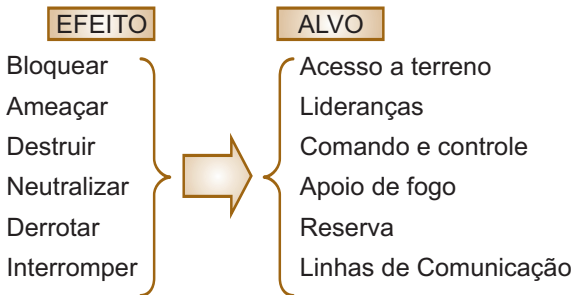 EFEITO ALVO
Bloquear Acesso a terreno
Ameaçar Lideranças
Destruir Comando e controle
Neutralizar Apoio de fogo
Derrotar Reserva
Interromper Linhas de Comunicação